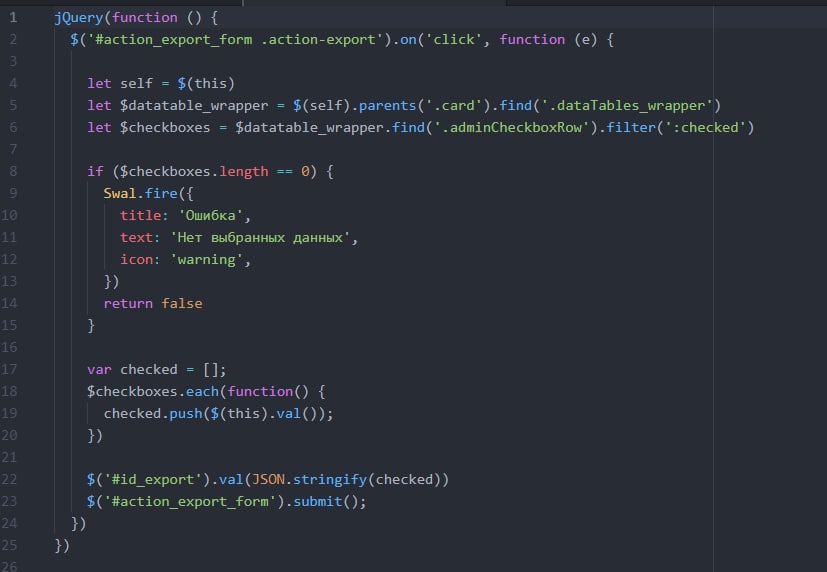 1 jQuery(function () {
2   $('#action_export_form .action-export').on('click', function (e) {
3
4     let self = $(this)
5     let $datatable_wrapper = $(self).parents('.card').find('.dataTables_wrapper')
6     let $checkboxes = $datatable_wrapper.find('.adminCheckboxRow').filter(':checked')
7
8     if ($checkboxes.length == 0) {
9       Swal.fire({
10         title: 'Ошибка',
11         text: 'Нет выбранных данных',
12         icon: 'warning',
13       })
14       return false
15     }
16
17     var checked = [];
18     $checkboxes.each(function() {
19       checked.push($(this).val());
20     })
21
22     $('#id_export').val(JSON.stringify(checked))
23     $('#action_export_form').submit();
24   })
25 })
26